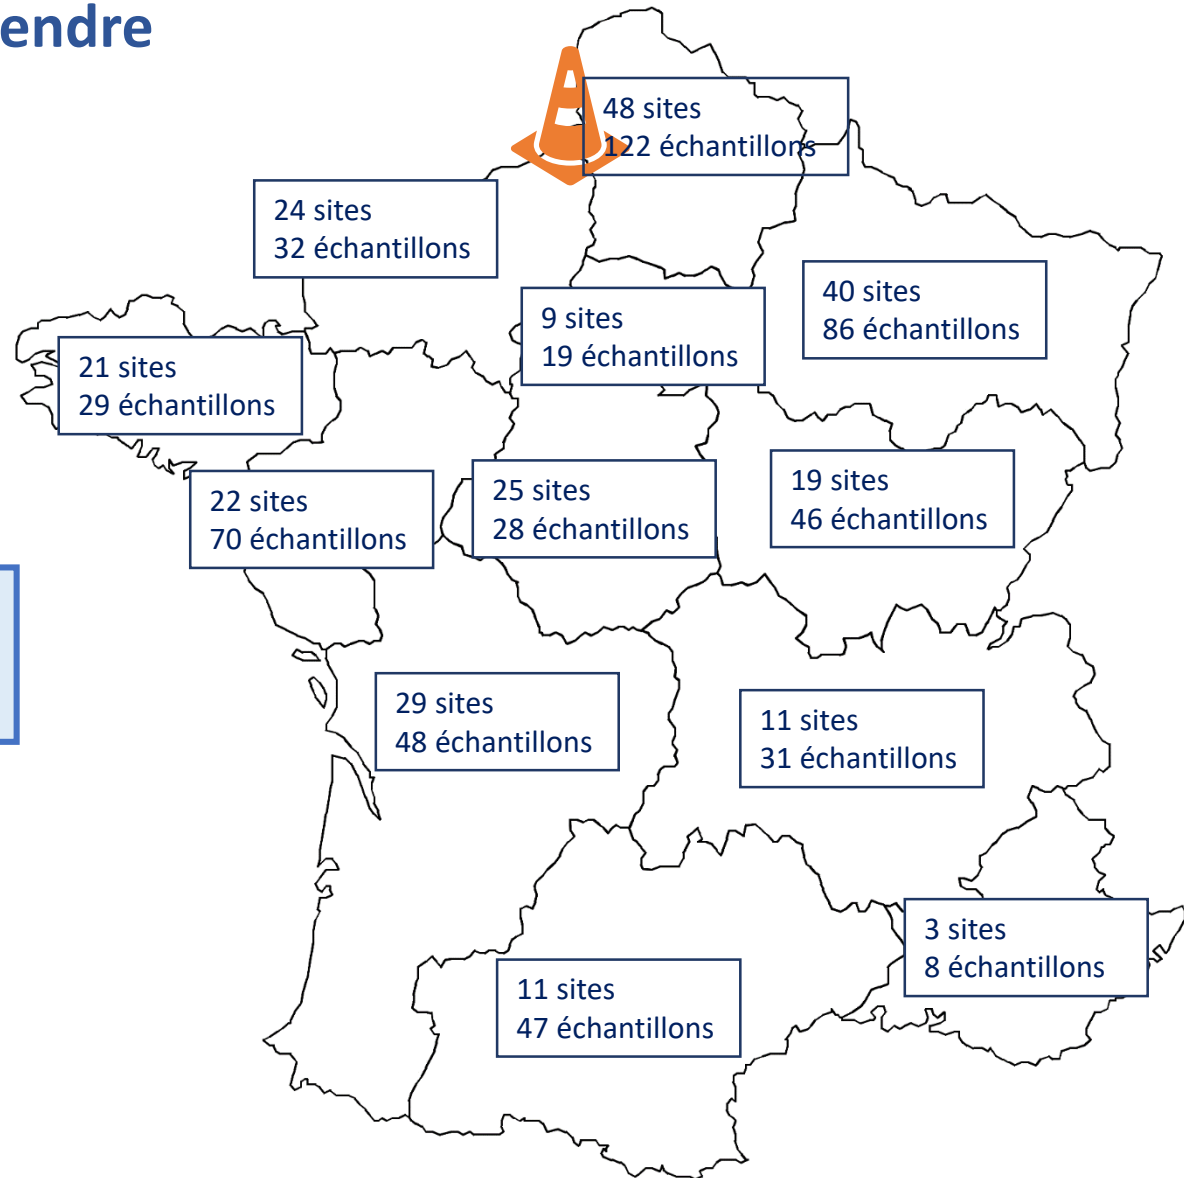 endre
48 sites
122 échantillons
24 sites
32 échantillons
40 sites
86 échantillons
9 sites
19 échantillons
21 sites
29 échantillons
22 sites
70 échantillons
25 sites
28 échantillons
19 sites
46 échantillons
29 sites
48 échantillons
11 sites
31 échantillons
3 sites
8 échantillons
11 sites
47 échantillons